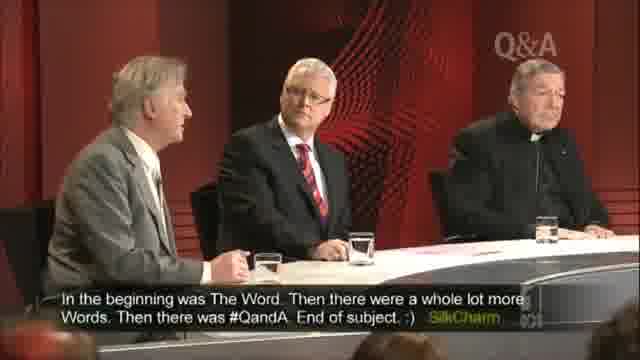 Q&A
In the beginning was The Word. Then there were a whole lot more
Words. Then there was #QandA. End of subject. :) SilkCharm
abc